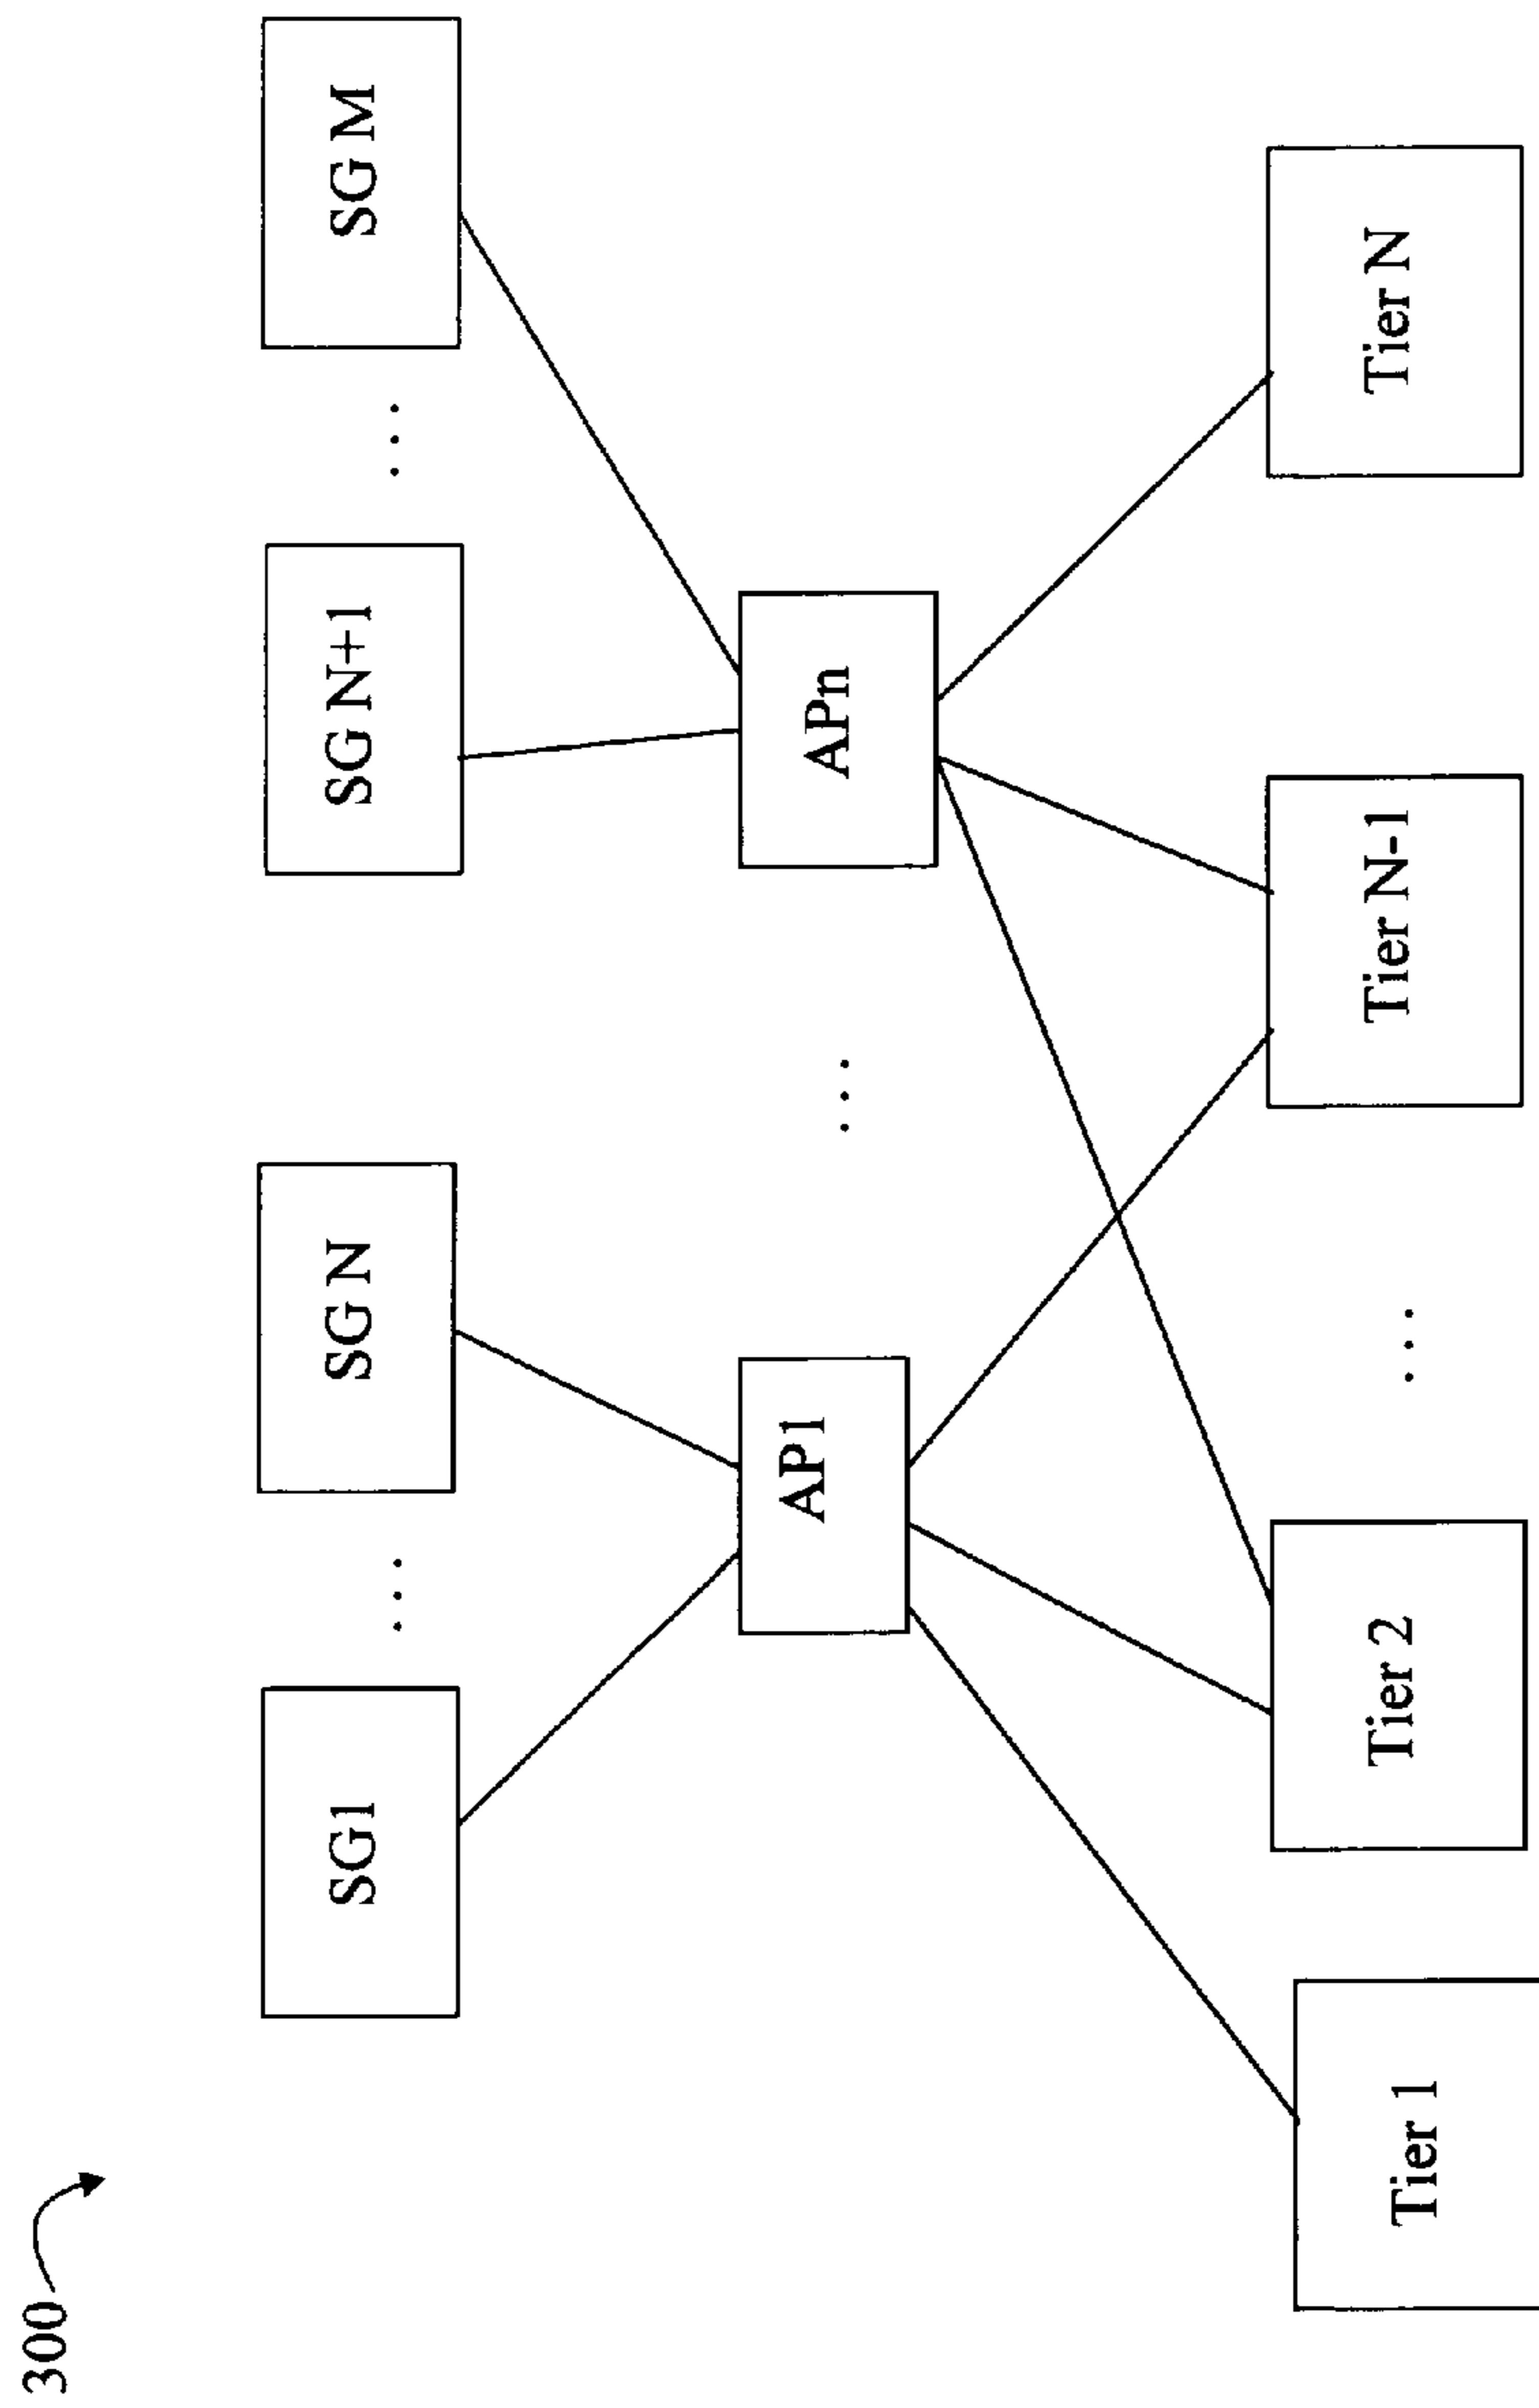 300
SG1
...
SG N
SG N+1
...
SG M
AP1
...
APn
Tier 1
Tier 2
...
Tier N-1
Tier N